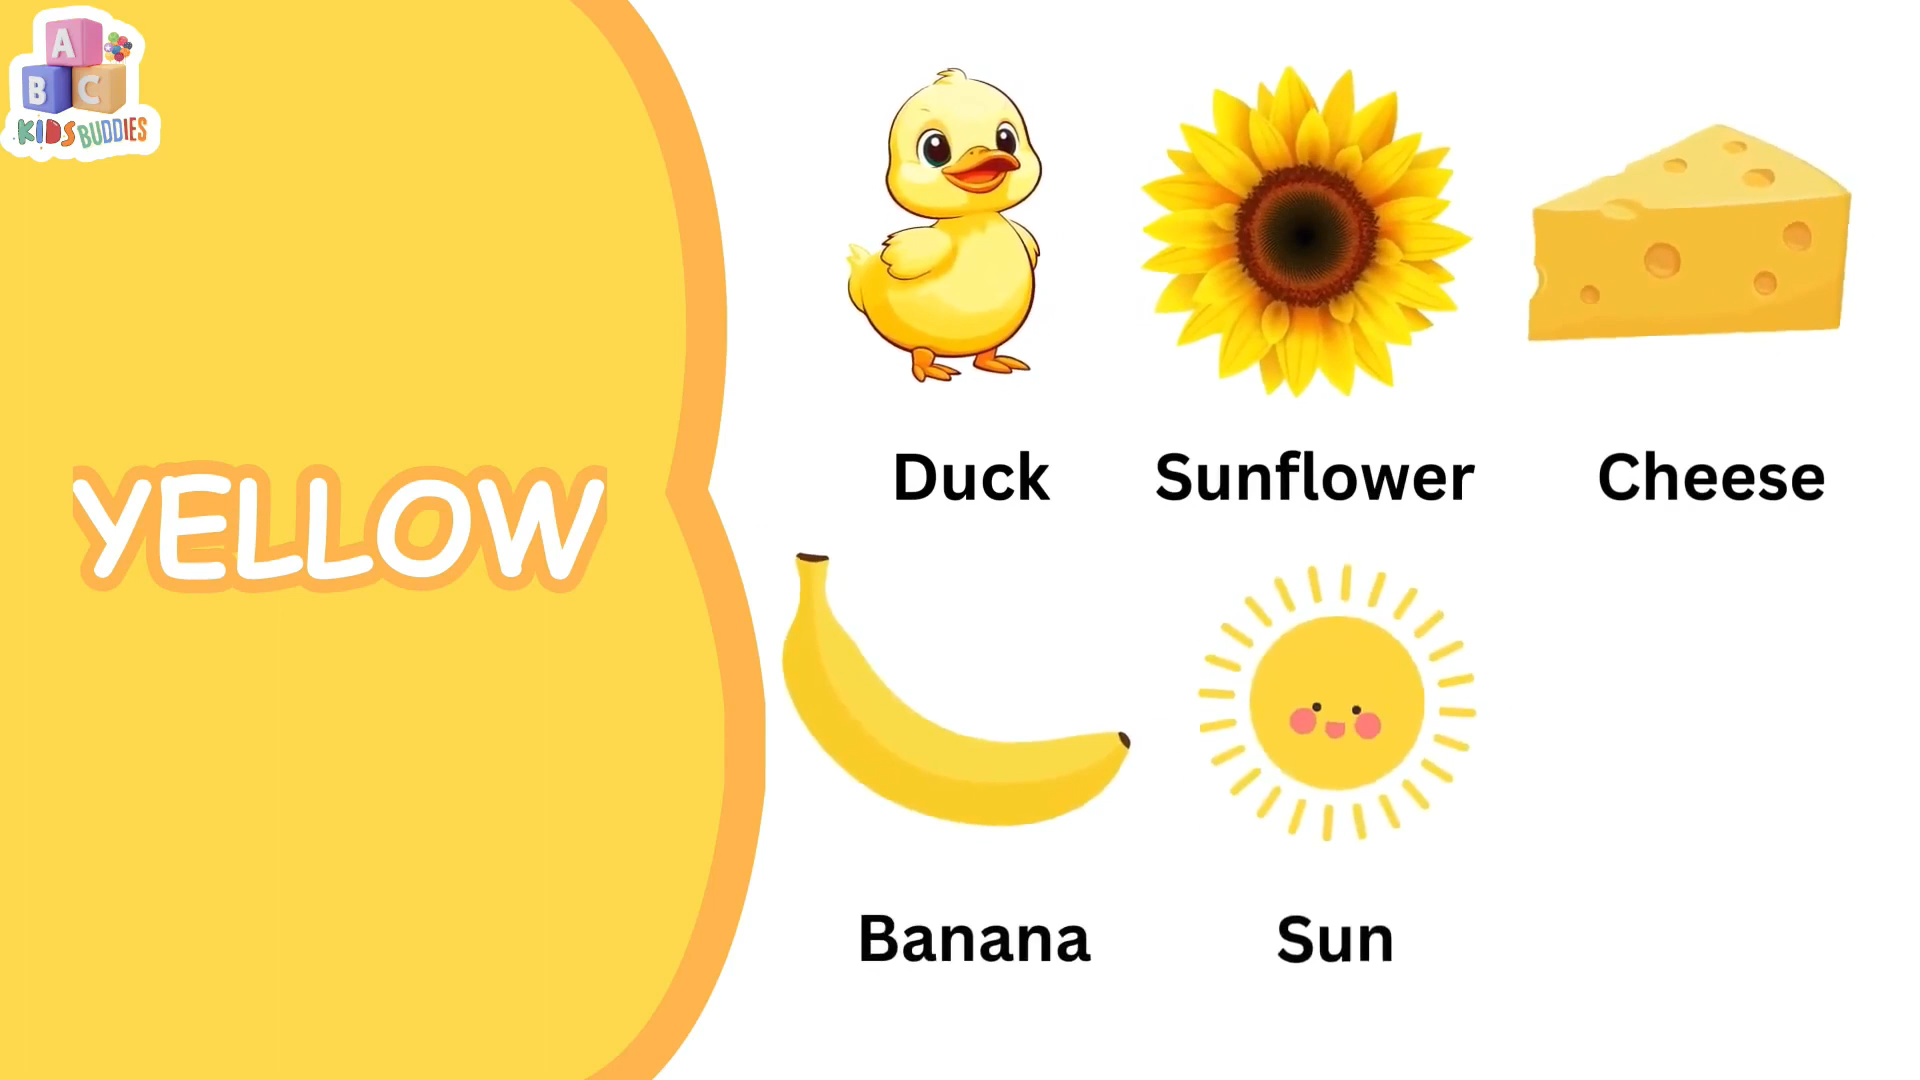 A
B C
KIDS BUDDIES
YELLOW
Duck Sunflower Cheese
Banana Sun